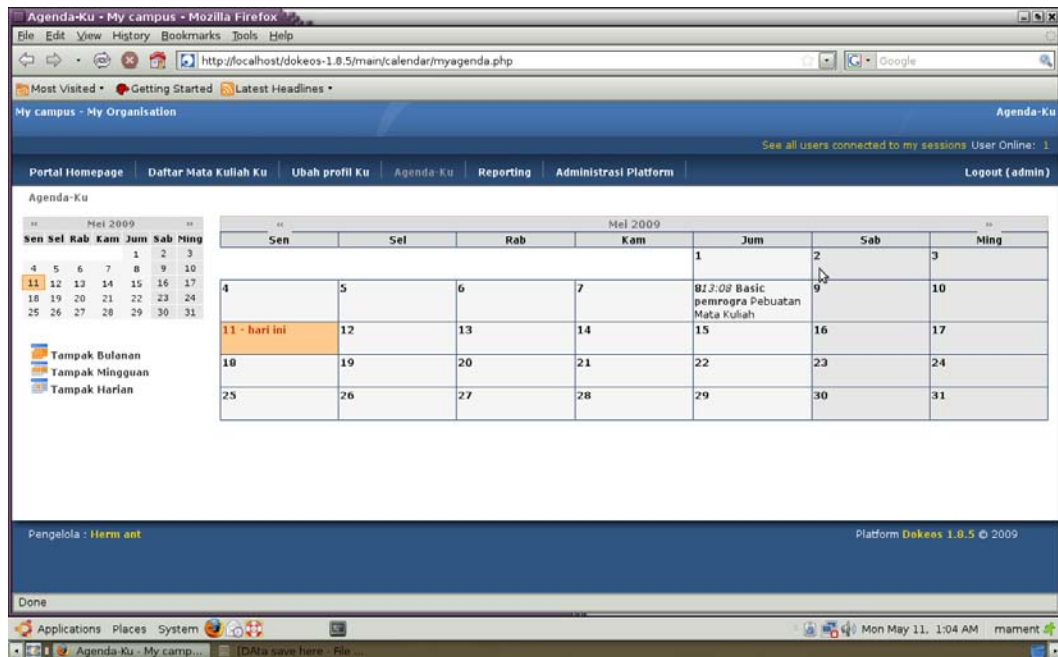 Agenda-Ku - My campus - Mozilla Firefox
File Edit View History Bookmarks Tools Help
http://localhost/dokeos-1.8.5/main/calendar/myagenda.php
Google
Most Visited Getting Started Latest Headlines
My campus - My Organisation Agenda-Ku
See all users connected to my sessions User Online: 1
Portal Homepage Daftar Mata Kuliah Ku Ubah profil Ku Agenda-Ku Reporting Administrasi Platform Logout (admin)
Agenda-Ku
« Mei 2009 »
Sen Sel Rab Kam Jum Sab Ming
1 2 3
4 5 6 7 8 9 10
11 12 13 14 15 16 17
18 19 20 21 22 23 24
25 26 27 28 29 30 31
Tampak Bulanan
Tampak Mingguan
Tampak Harian
« Mei 2009 »
Sen Sel Rab Kam Jum Sab Ming
1 2 3
4 5 6 7 813:08 Basic 9 10
pemrogra Pebuatan
Mata Kuliah
11 - hari ini 12 13 14 15 16 17
18 19 20 21 22 23 24
25 26 27 28 29 30 31
Pengelola : Herm ant Platform Dokeos 1.8.5 © 2009
Done
Applications Places System Mon May 11, 1:04 AM mament
Agenda-Ku - My camp... [DAta save here - File ...